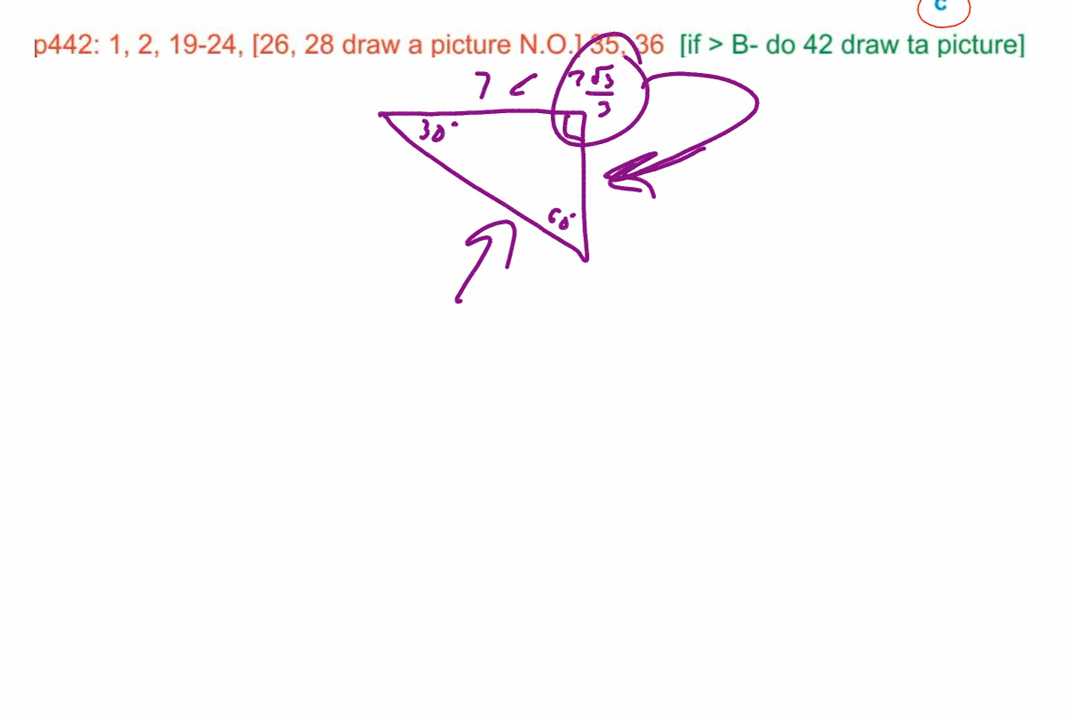 c
p442: 1, 2, 19-24, [26, 28 draw a picture N.O.] 35, 36 [if > B- do 42 draw ta picture]
7 < 7√3/3
30°
60°